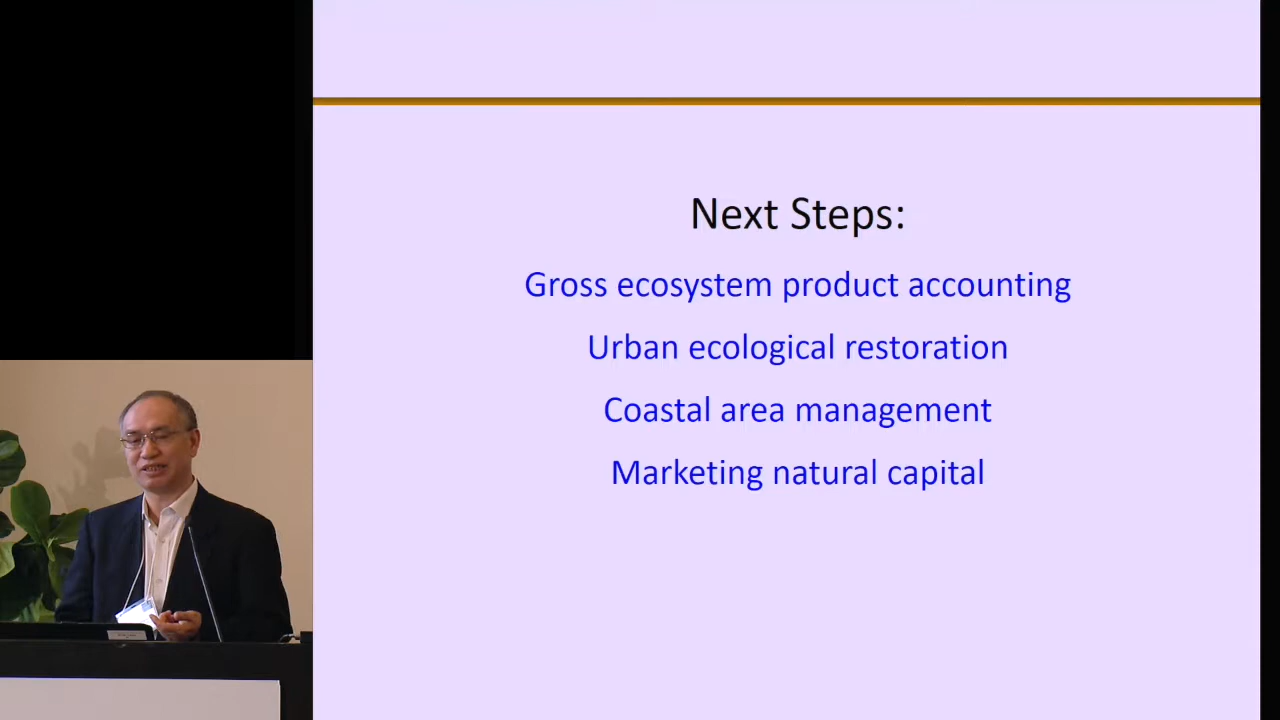 Next Steps:
Gross ecosystem product accounting
Urban ecological restoration
Coastal area management
Marketing natural capital